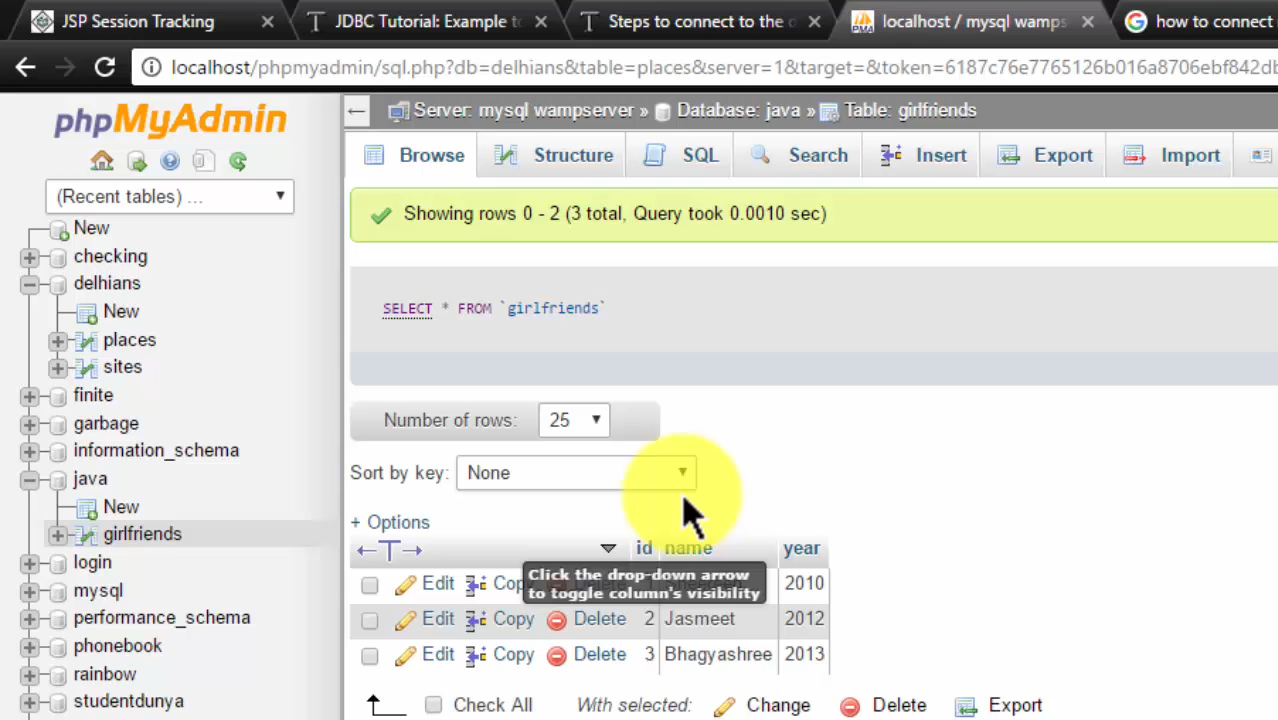 JSP Session Tracking
JDBC Tutorial: Example to
Steps to connect to the
localhost / mysql wamps
how to connect
localhost/phpmyadmin/sql.php?db=delhians&table=places&server=1&target=&token=6187c76e7765126b016a8706ebf842db
phpMyAdmin
(Recent tables) ...
New
checking
delhians
New
places
sites
finite
garbage
information_schema
java
New
girlfriends
login
mysql
performance_schema
phonebook
rainbow
studentdunya
Server: mysql wampserver » Database: java » Table: girlfriends
Browse Structure SQL Search Insert Export Import
Showing rows 0 - 2 (3 total, Query took 0.0010 sec)
SELECT * FROM `girlfriends`
Number of rows: 25
Sort by key: None
+ Options
←T→ id name year
Click the drop-down arrow
to toggle column's visibility
Edit Copy 2010
Edit Copy Delete 2 Jasmeet 2012
Edit Copy Delete 3 Bhagyashree 2013
Check All With selected: Change Delete Export